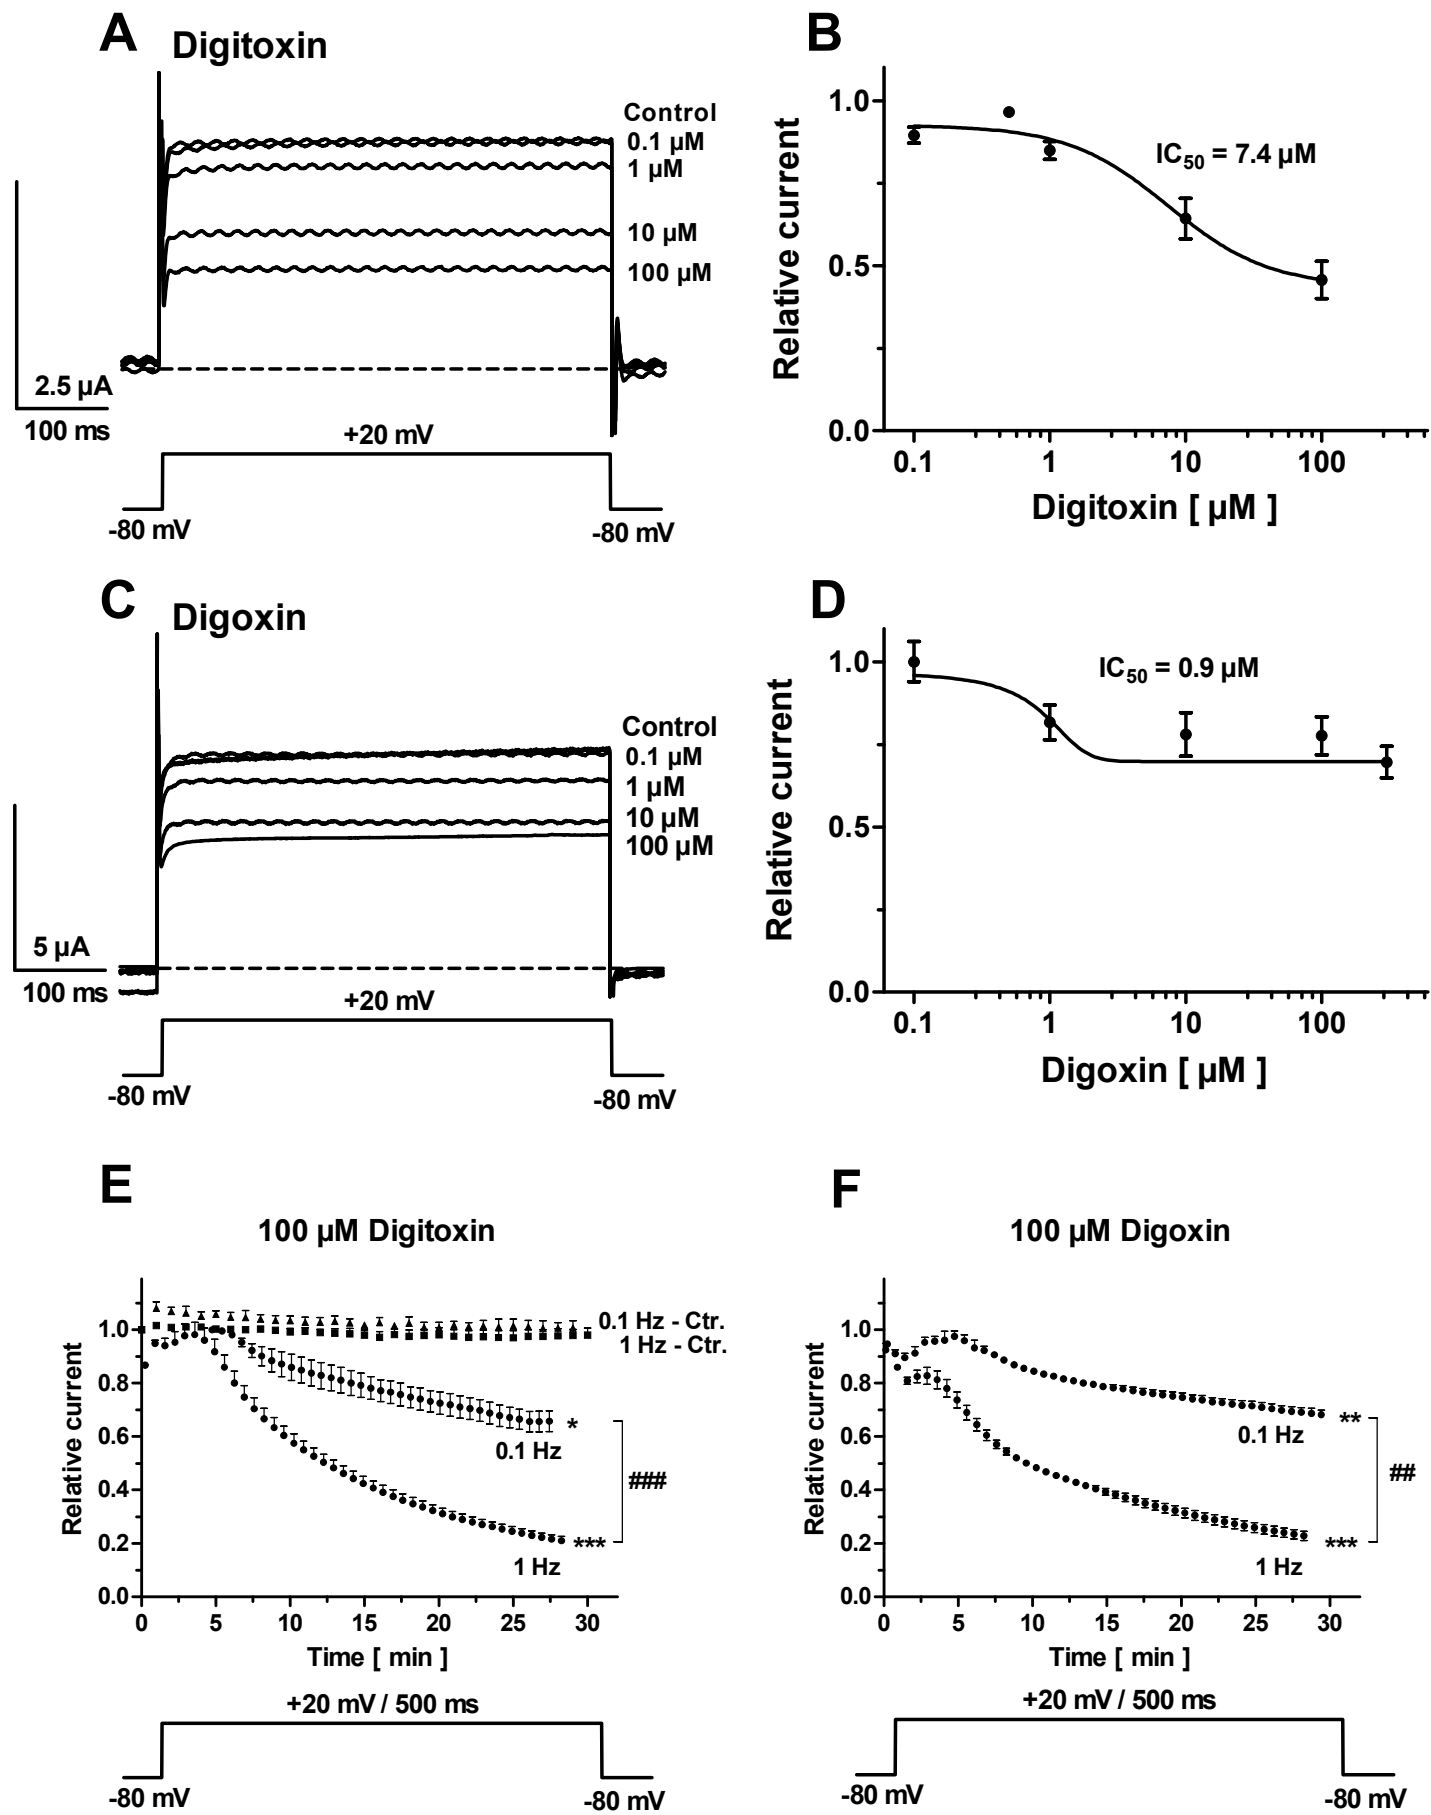 A
Digitoxin
Control
0.1 µM
1 µM
10 µM
100 µM
2.5 µA
100 ms
+20 mV
-80 mV
-80 mV
B
Relative current
1.0
0.5
0.0
IC50 = 7.4 µM
0.1 1 10 100
Digitoxin [ µM ]
C
Digoxin
Control
0.1 µM
1 µM
10 µM
100 µM
5 µA
100 ms
+20 mV
-80 mV
-80 mV
D
Relative current
1.0
0.5
0.0
IC50 = 0.9 µM
0.1 1 10 100
Digoxin [ µM ]
E
100 µM Digitoxin
Relative current
1.0
0.8
0.6
0.4
0.2
0.0
0.1 Hz - Ctr.
1 Hz - Ctr.
*
0.1 Hz
###
***
1 Hz
0 5 10 15 20 25 30
Time [ min ]
+20 mV / 500 ms
-80 mV
-80 mV
F
100 µM Digoxin
Relative current
1.0
0.8
0.6
0.4
0.2
0.0
**
0.1 Hz
##
***
1 Hz
0 5 10 15 20 25 30
Time [ min ]
+20 mV / 500 ms
-80 mV
-80 mV